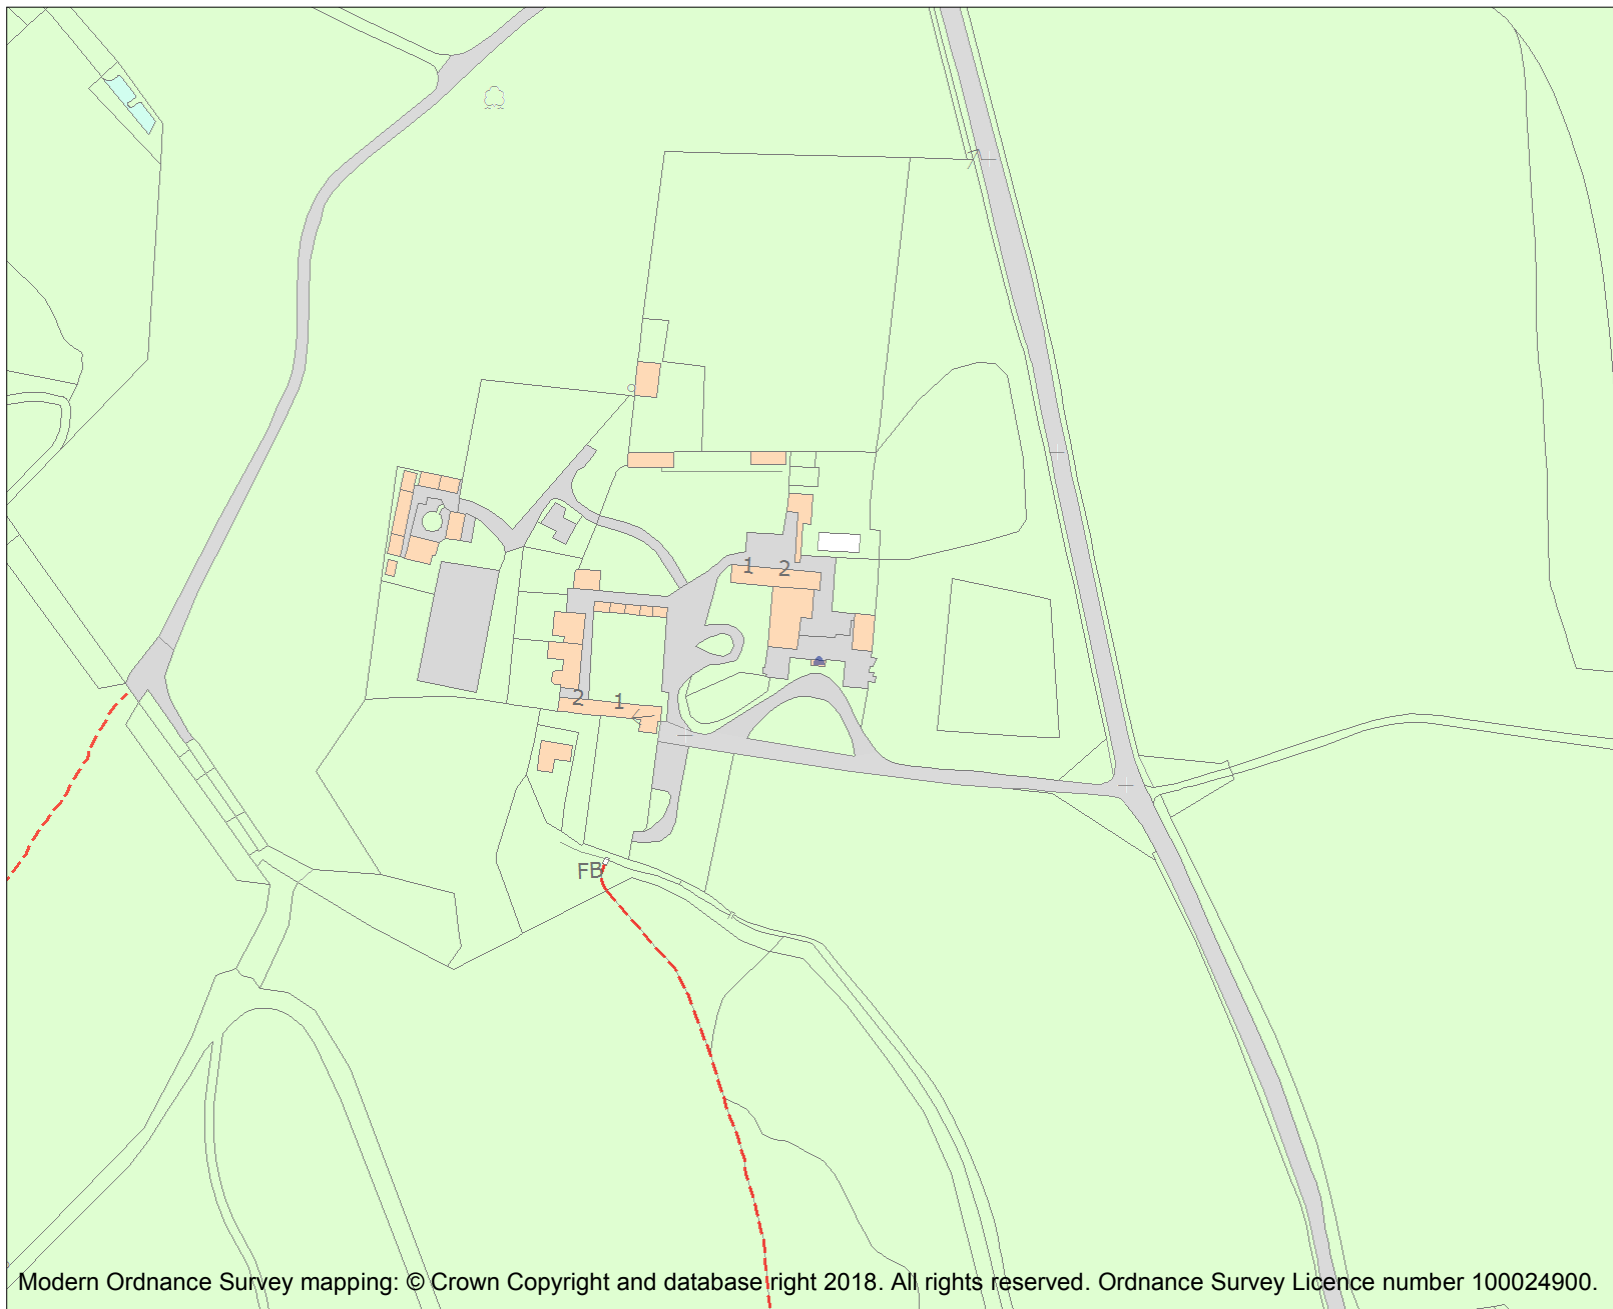 1 2
2 1
FB
Modern Ordnance Survey mapping: © Crown Copyright and database right 2018. All rights reserved. Ordnance Survey Licence number 100024900.